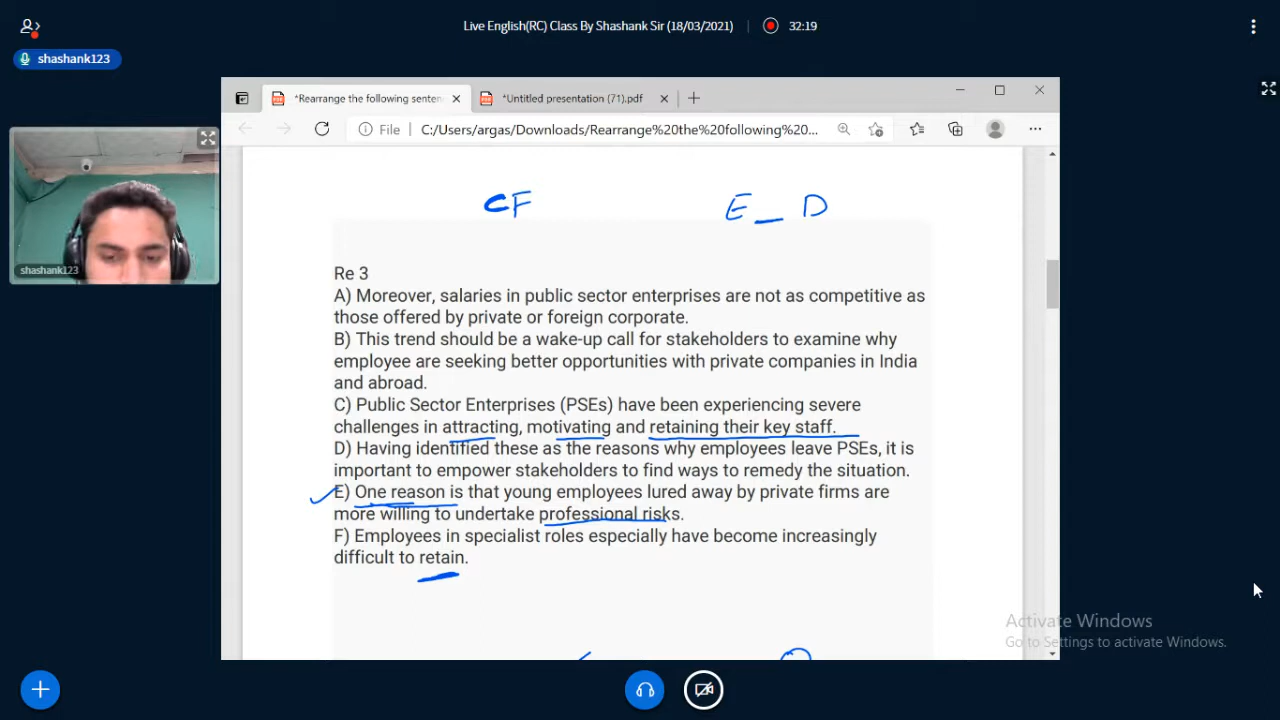 Live English(RC) Class By Shashank Sir (18/03/2021)
32:19
shashank123
*Rearrange the following senten
*Untitled presentation (71).pdf
File
C:/Users/argas/Downloads/Rearrange%20the%20following%20...
CF
E_ D
shashank123
Re 3
A) Moreover, salaries in public sector enterprises are not as competitive as
those offered by private or foreign corporate.
B) This trend should be a wake-up call for stakeholders to examine why
employee are seeking better opportunities with private companies in India
and abroad.
C) Public Sector Enterprises (PSEs) have been experiencing severe
challenges in attracting, motivating and retaining their key staff.
D) Having identified these as the reasons why employees leave PSEs, it is
important to empower stakeholders to find ways to remedy the situation.
E) One reason is that young employees lured away by private firms are
more willing to undertake professional risks.
F) Employees in specialist roles especially have become increasingly
difficult to retain.
Activate Windows
Go to Settings to activate Windows.